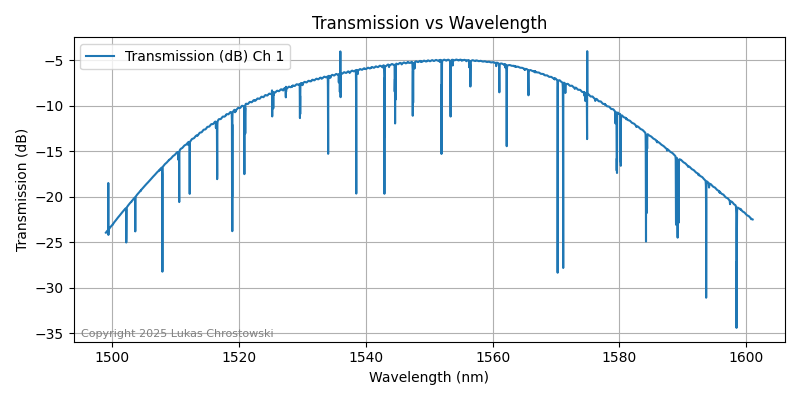 Transmission vs Wavelength
Transmission (dB) Ch 1
Transmission (dB)
−5
−10
−15
−20
−25
−30
−35
Copyright 2025 Lukas Chrostowski
1500 1520 1540 1560 1580 1600
Wavelength (nm)